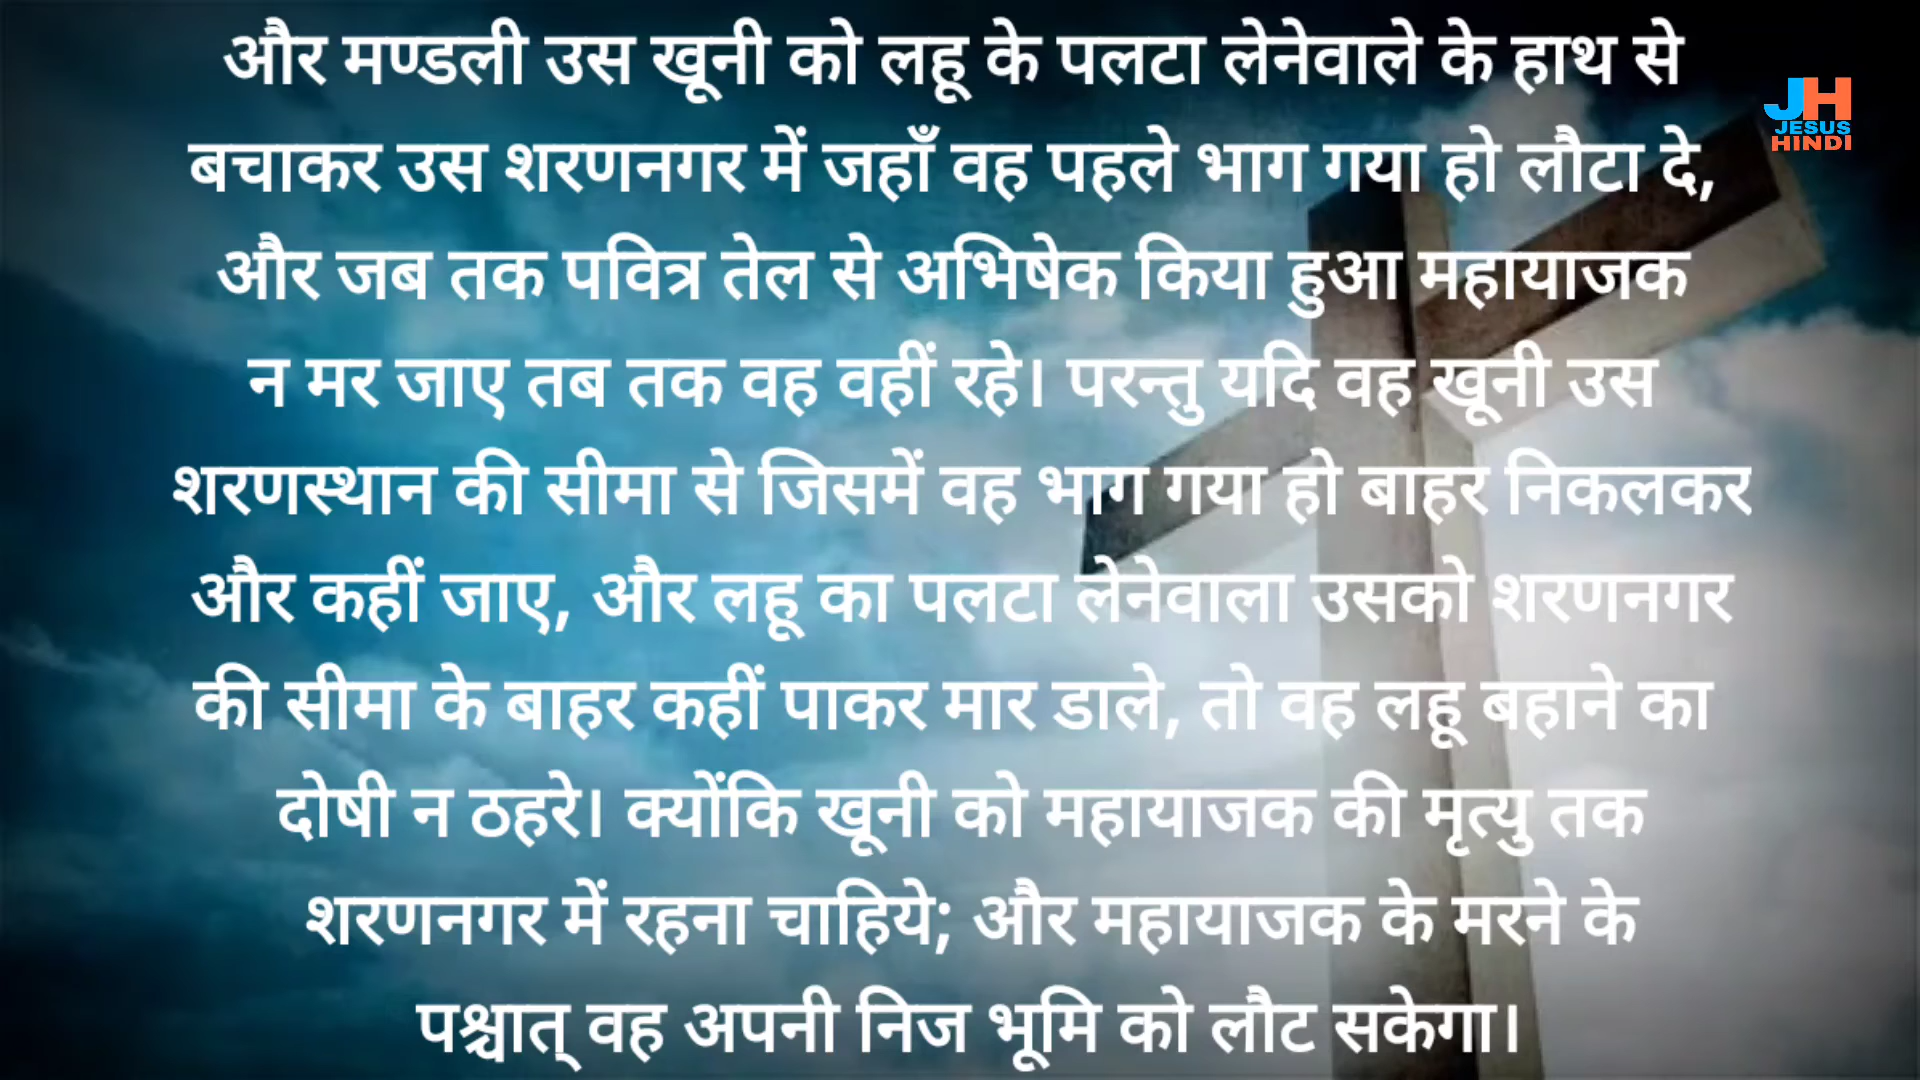 और मण्डली उस खूनी को लहू के पलटा लेनेवाले के हाथ से
बचाकर उस शरणनगर में जहाँ वह पहले भाग गया हो लौटा दे,
और जब तक पवित्र तेल से अभिषेक किया हुआ महायाजक
न मर जाए तब तक वह वहीं रहे। परन्तु यदि वह खूनी उस
शरणस्थान की सीमा से जिसमें वह भाग गया हो बाहर निकलकर
और कहीं जाए, और लहू का पलटा लेनेवाला उसको शरणनगर
की सीमा के बाहर कहीं पाकर मार डाले, तो वह लहू बहाने का
दोषी न ठहरे। क्योंकि खूनी को महायाजक की मृत्यु तक
शरणनगर में रहना चाहिये; और महायाजक के मरने के
पश्चात् वह अपनी निज भूमि को लौट सकेगा।
JH
JESUS
HINDI